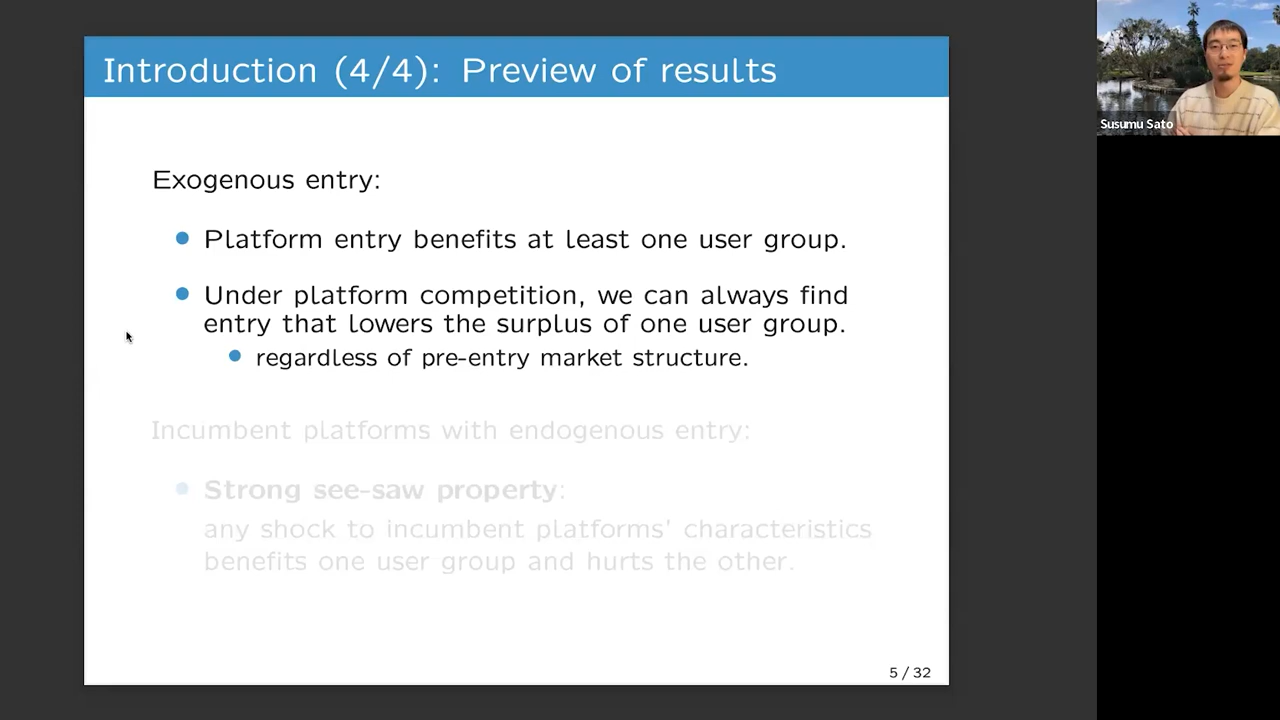 Introduction (4/4): Preview of results
Susumu Sato
Exogenous entry:
Platform entry benefits at least one user group.
Under platform competition, we can always find
entry that lowers the surplus of one user group.
regardless of pre-entry market structure.
Incumbent platforms with endogenous entry:
Strong see-saw property:
any shock to incumbent platforms' characteristics
benefits one user group and hurts the other.
5 / 32